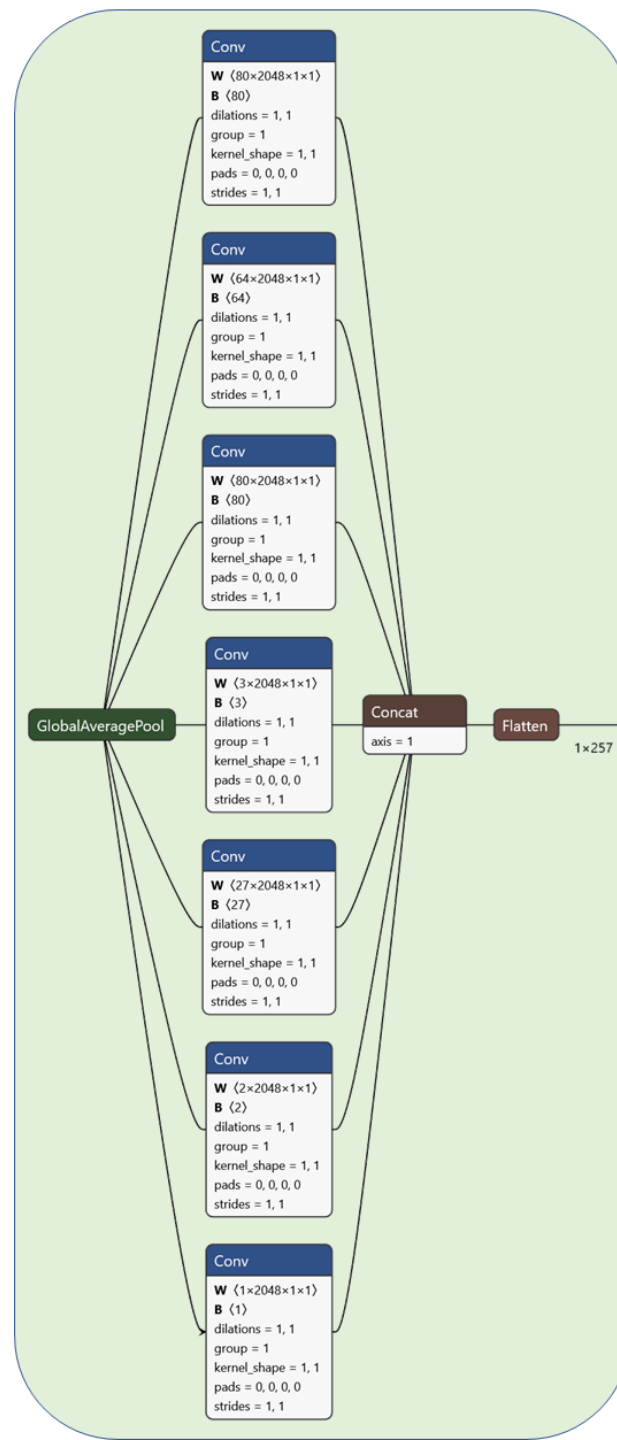 Conv
W ⟨80×2048×1×1⟩
B ⟨80⟩
dilations = 1, 1
group = 1
kernel_shape = 1, 1
pads = 0, 0, 0, 0
strides = 1, 1
Conv
W ⟨64×2048×1×1⟩
B ⟨64⟩
dilations = 1, 1
group = 1
kernel_shape = 1, 1
pads = 0, 0, 0, 0
strides = 1, 1
Conv
W ⟨80×2048×1×1⟩
B ⟨80⟩
dilations = 1, 1
group = 1
kernel_shape = 1, 1
pads = 0, 0, 0, 0
strides = 1, 1
GlobalAveragePool
Conv
W ⟨3×2048×1×1⟩
B ⟨3⟩
dilations = 1, 1
group = 1
kernel_shape = 1, 1
pads = 0, 0, 0, 0
strides = 1, 1
Concat
axis = 1
Flatten
1×257
Conv
W ⟨27×2048×1×1⟩
B ⟨27⟩
dilations = 1, 1
group = 1
kernel_shape = 1, 1
pads = 0, 0, 0, 0
strides = 1, 1
Conv
W ⟨2×2048×1×1⟩
B ⟨2⟩
dilations = 1, 1
group = 1
kernel_shape = 1, 1
pads = 0, 0, 0, 0
strides = 1, 1
Conv
W ⟨1×2048×1×1⟩
B ⟨1⟩
dilations = 1, 1
group = 1
kernel_shape = 1, 1
pads = 0, 0, 0, 0
strides = 1, 1